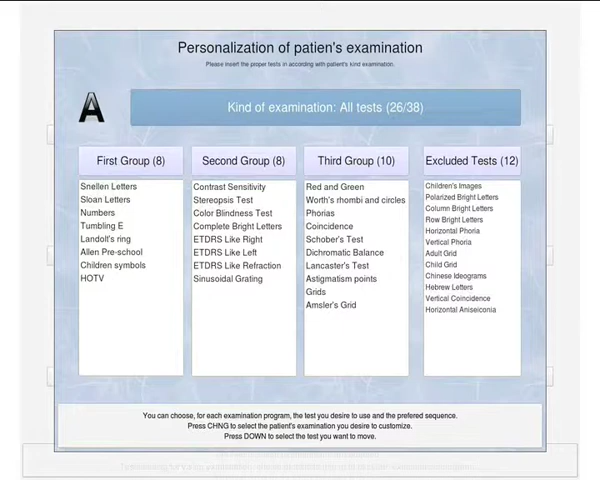 Personalization of patien's examination
Please insert the proper tests in according with patient's kind examination.
A
Kind of examination: All tests (26/38)
First Group (8)
Snellen Letters
Sloan Letters
Numbers
Tumbling E
Landolt's ring
Allen Pre-school
Children symbols
HOTV
Second Group (8)
Contrast Sensitivity
Stereopsis Test
Color Blindness Test
Complete Bright Letters
ETDRS Like Right
ETDRS Like Left
ETDRS Like Refraction
Sinusoidal Grating
Third Group (10)
Red and Green
Worth's rhombi and circles
Phorias
Coincidence
Schober's Test
Dichromatic Balance
Lancaster's Test
Astigmatism points
Grids
Amsler's Grid
Excluded Tests (12)
Children's Images
Polarized Bright Letters
Column Bright Letters
Row Bright Letters
Horizontal Phoria
Vertical Phoria
Adult Grid
Child Grid
Chinese Ideograms
Hebrew Letters
Vertical Coincidence
Horizontal Aniseiconia
You can choose, for each examination program, the test you desire to use and the prefered sequence.
Press CHNG to select the patient's examination you desire to customize.
Press DOWN to select the test you want to move.